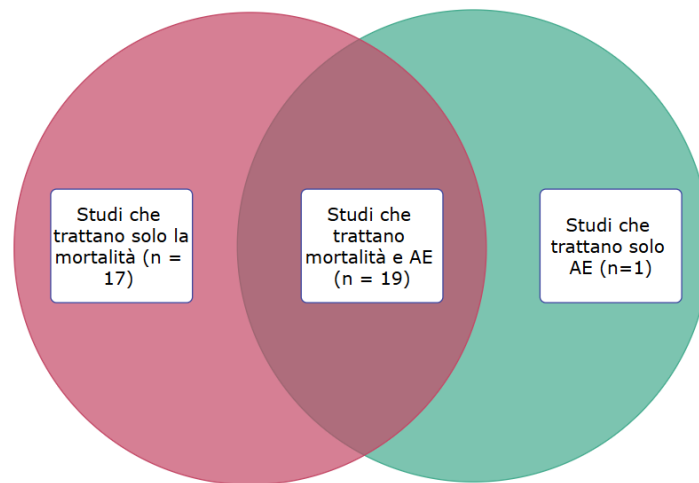 Studi che
trattano solo la
mortalità (n =
17)
Studi che
trattano
mortalità e AE
(n = 19)
Studi che
trattano solo
AE (n=1)